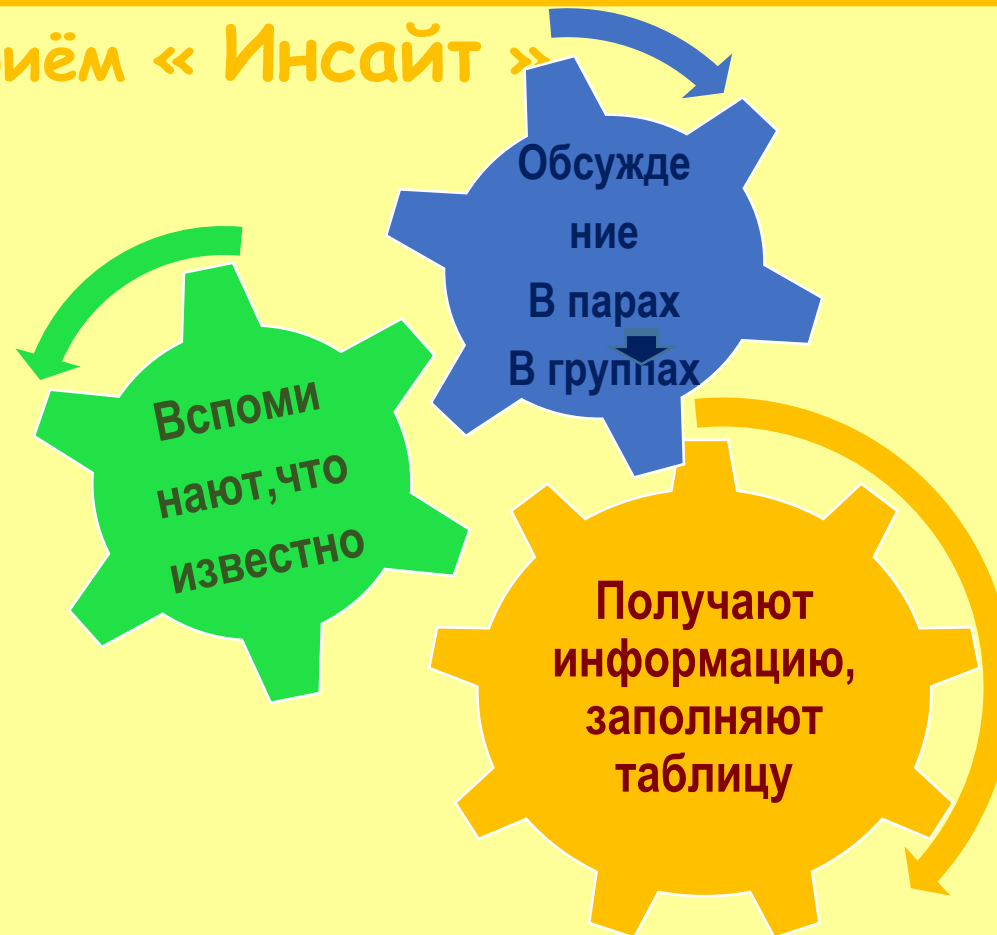 иём « Инсайт »
Обсужде
ние
В парах
В группах
Вспоми
нают,что
известно
Получают
информацию,
заполняют
таблицу